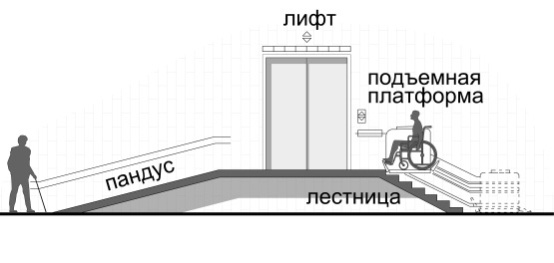 лифт
подъемная
платформа
пандус
лестница